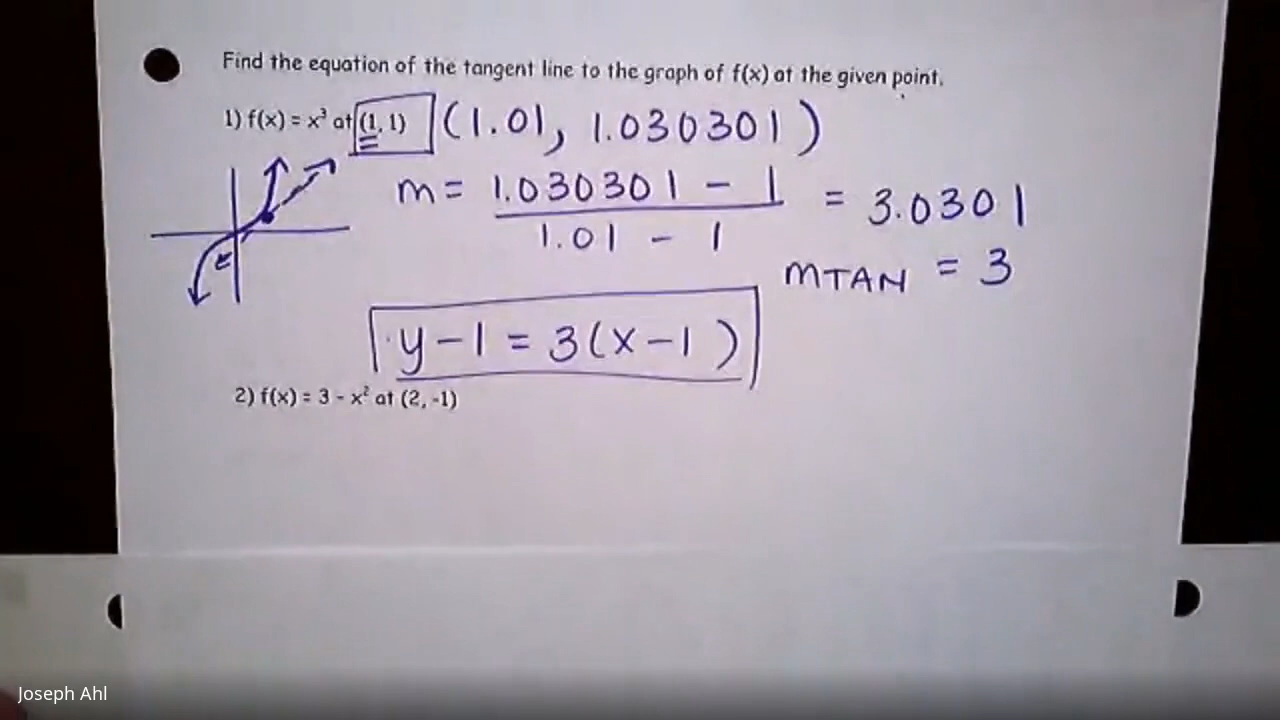 Find the equation of the tangent line to the graph of f(x) at the given point.
1) f(x) = x³ at (1, 1) (1.01, 1.030301)
m = 1.030301 - 1 / 1.01 - 1 = 3.0301
mTAN = 3
y - 1 = 3(x - 1)
2) f(x) = 3 - x² at (2, -1)
Joseph Ahl